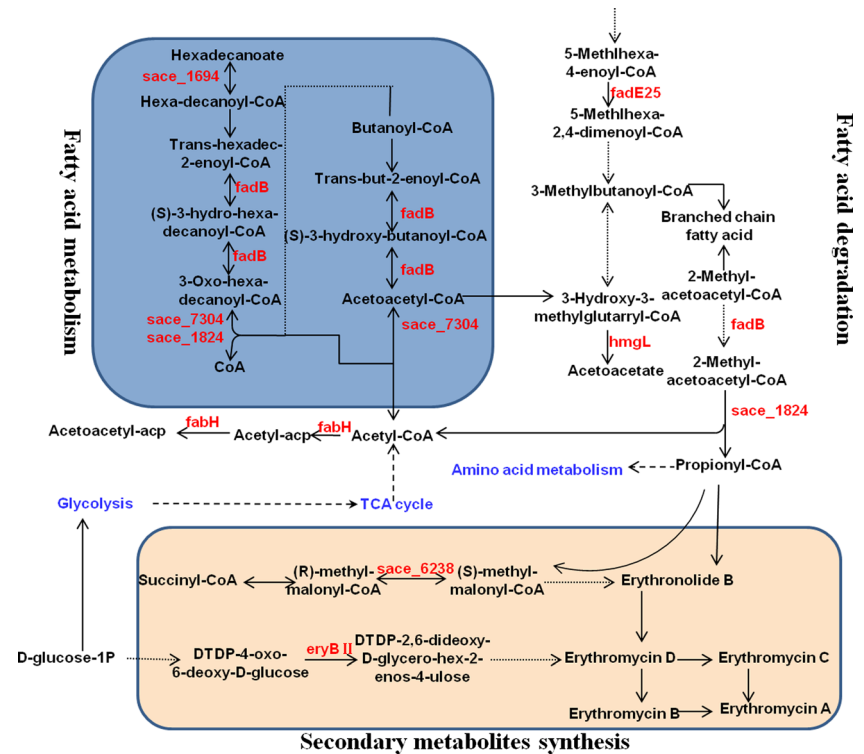 Fatty acid metabolism
Hexadecanoate
sace_1694
Hexa-decanoyl-CoA
Trans-hexadec-
2-enoyl-CoA
fadB
(S)-3-hydro-hexa-
decanoyl-CoA
fadB
3-Oxo-hexa-
decanoyl-CoA
sace_7304
sace_1824
CoA
Butanoyl-CoA
Trans-but-2-enoyl-CoA
fadB
(S)-3-hydroxy-butanoyl-CoA
fadB
Acetoacetyl-CoA
sace_7304
Fatty acid degradation
5-Methlhexa-
4-enoyl-CoA
fadE25
5-Methlhexa-
2,4-dimenoyl-CoA
3-Methylbutanoyl-CoA
Branched chain
fatty acid
2-Methyl-
acetoacetyl-CoA
3-Hydroxy-3-
methylglutarryl-CoA
fadB
hmgL
Acetoacetate
2-Methyl-
acetoacetyl-CoA
sace_1824
Acetoacetyl-acp
fabH
Acetyl-acp
fabH
Acetyl-CoA
Amino acid metabolism
Propionyl-CoA
Glycolysis
TCA cycle
Succinyl-CoA
(R)-methyl-
malonyl-CoA
sace_6238
(S)-methyl-
malonyl-CoA
Erythronolide B
D-glucose-1P
DTDP-4-oxo-
6-deoxy-D-glucose
eryB II
DTDP-2,6-dideoxy-
D-glycero-hex-2-
enos-4-ulose
Erythromycin D
Erythromycin C
Erythromycin B
Erythromycin A
Secondary metabolites synthesis